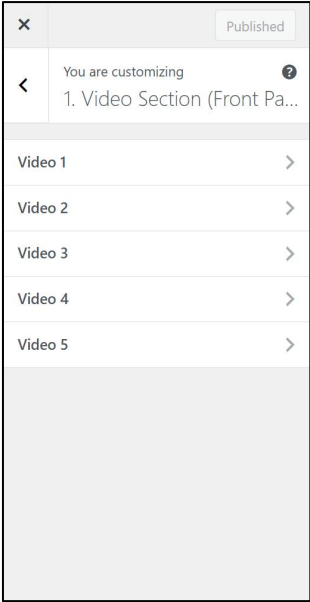 Published
You are customizing
1. Video Section (Front Pa...
Video 1
Video 2
Video 3
Video 4
Video 5